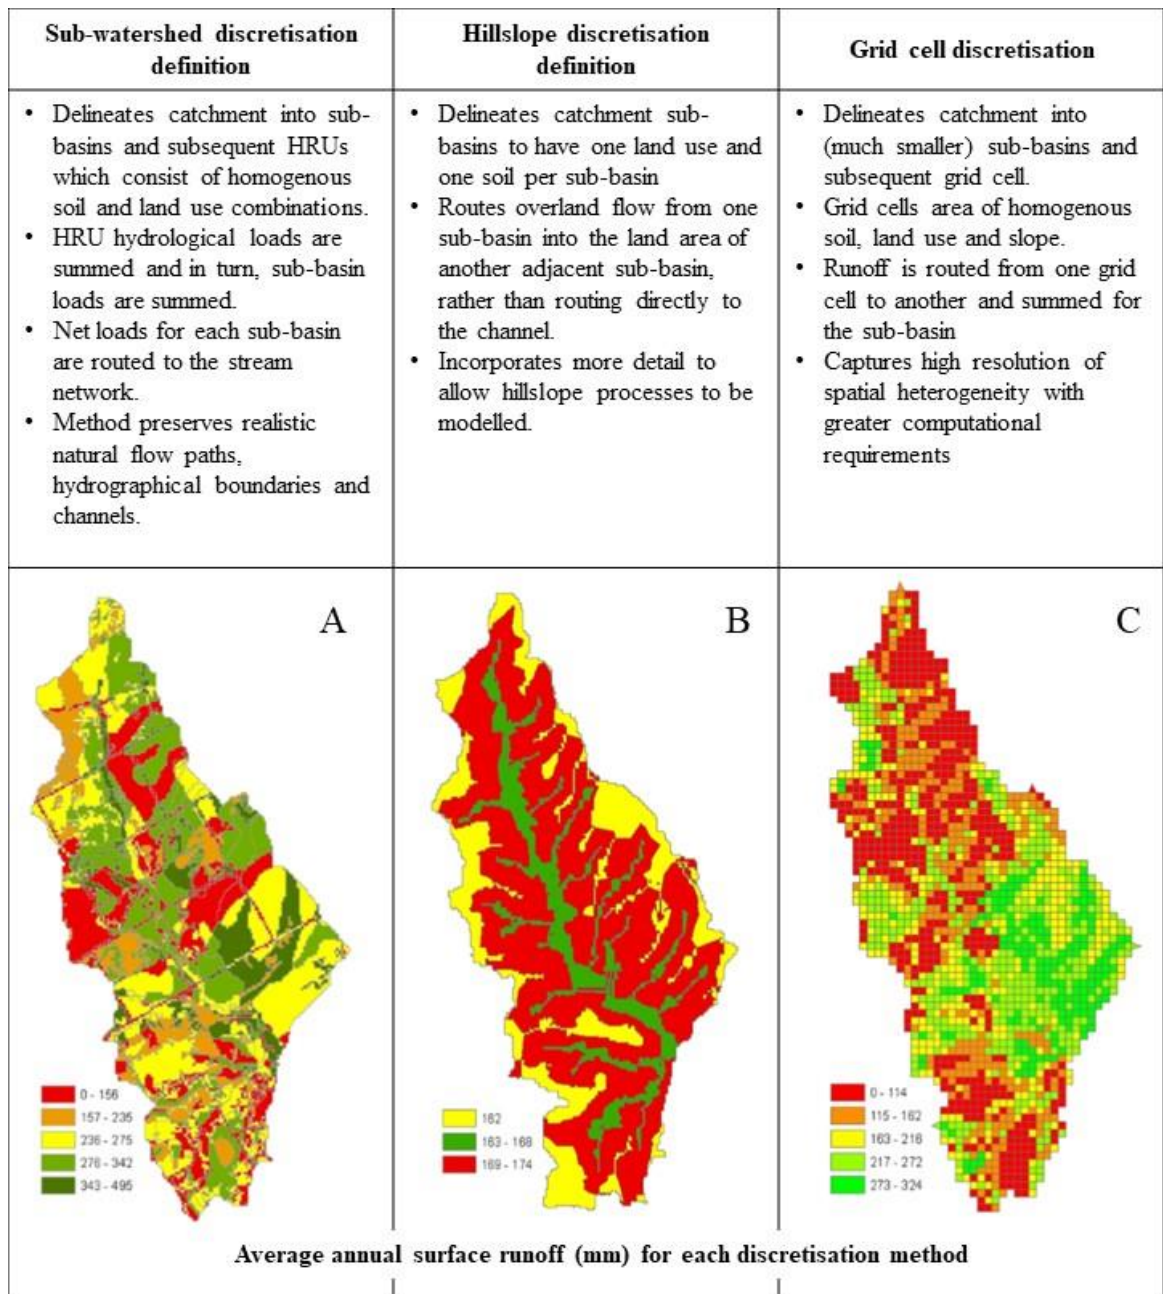 Sub-watershed discretisation
definition
• Delineates catchment into sub-
basins and subsequent HRUs
which consist of homogenous
soil and land use combinations.
• HRU hydrological loads are
summed and in turn, sub-basin
loads are summed.
• Net loads for each sub-basin
are routed to the stream
network.
• Method preserves realistic
natural flow paths,
hydrographical boundaries and
channels.
Hillslope discretisation
definition
• Delineates catchment sub-
basins to have one land use and
one soil per sub-basin
• Routes overland flow from one
sub-basin into the land area of
another adjacent sub-basin,
rather than routing directly to
the channel.
• Incorporates more detail to
allow hillslope processes to be
modelled.
Grid cell discretisation
• Delineates catchment into
(much smaller) sub-basins and
subsequent grid cell.
• Grid cells area of homogenous
soil, land use and slope.
• Runoff is routed from one grid
cell to another and summed for
the sub-basin
• Captures high resolution of
spatial heterogeneity with
greater computational
requirements
A
0 - 156
157 - 235
236 - 275
276 - 342
343 - 495
B
162
163 - 168
169 - 174
C
0 - 114
115 - 162
163 - 216
217 - 272
273 - 324
Average annual surface runoff (mm) for each discretisation method